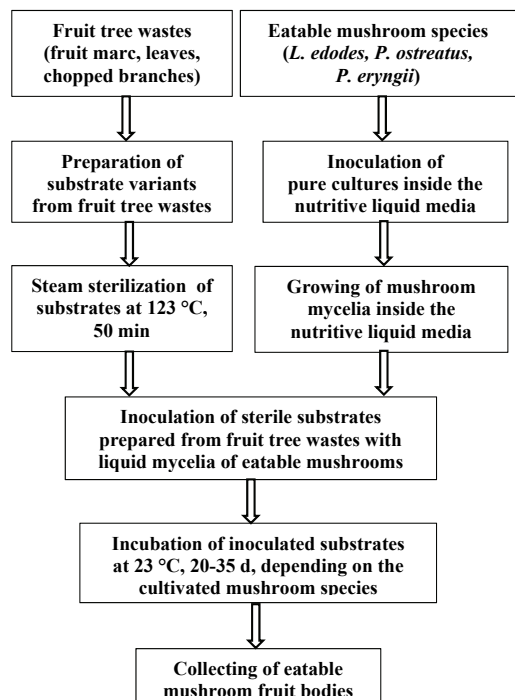 Fruit tree wastes
(fruit marc, leaves,
chopped branches)
Eatable mushroom species
(L. edodes, P. ostreatus,
P. eryngii)
Preparation of
substrate variants
from fruit tree wastes
Inoculation of
pure cultures inside the
nutritive liquid media
Steam sterilization of
substrates at 123 °C,
50 min
Growing of mushroom
mycelia inside the
nutritive liquid media
Inoculation of sterile substrates
prepared from fruit tree wastes with
liquid mycelia of eatable mushrooms
Incubation of inoculated substrates
at 23 °C, 20-35 d, depending on the
cultivated mushroom species
Collecting of eatable
mushroom fruit bodies